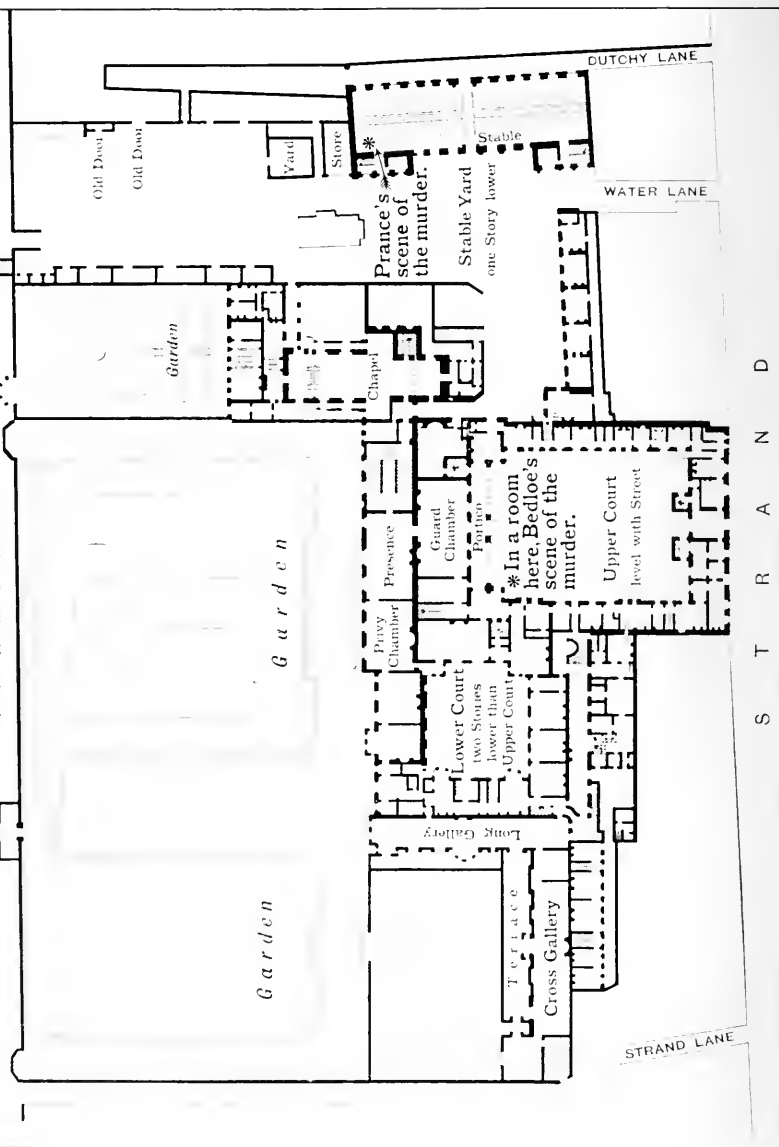 DUTCHY LANE
Old Door
Old Door
Yard
Store
Stable
Prance's
scene of
the murder.
Stable Yard
one Story lower
WATER LANE
Garden
Chapel
Garden
Presence
Privy
Chamber
Guard
Chamber
Portico
* In a room
here, Bedloe's
scene of the
murder.
Upper Court
level with Street
Lower Court
two Stories
lower than
Upper Court
Long Gallery
Garden
Terrace
Cross Gallery
STRAND LANE
STRAND